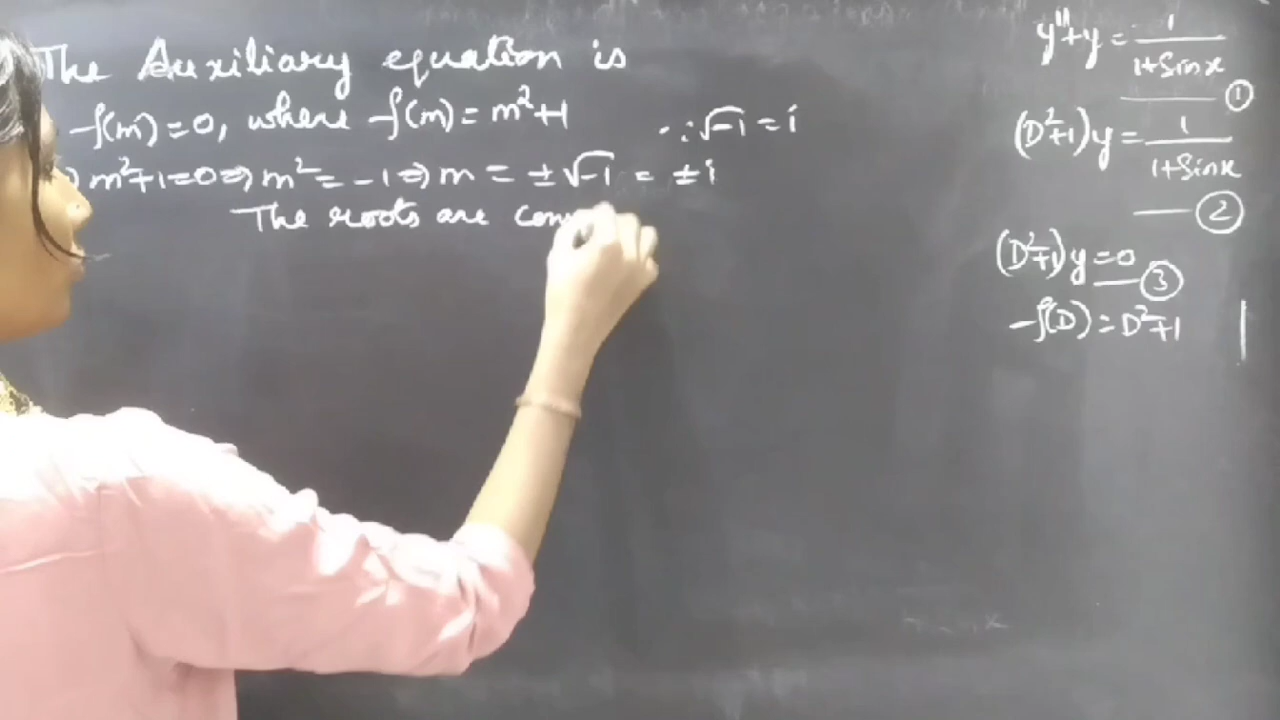 The Auxiliary equation is
f(m)=0, where f(m)=m²+1
m²+1=0⇒m²=-1⇒m=±√-1=±i
∵√-1=i
The roots are
y"+y=1/(1+Sinx)
①
(D²+1)y=1/(1+Sinx)
②
(D²+1)y=0
③
f(D)=D²+1